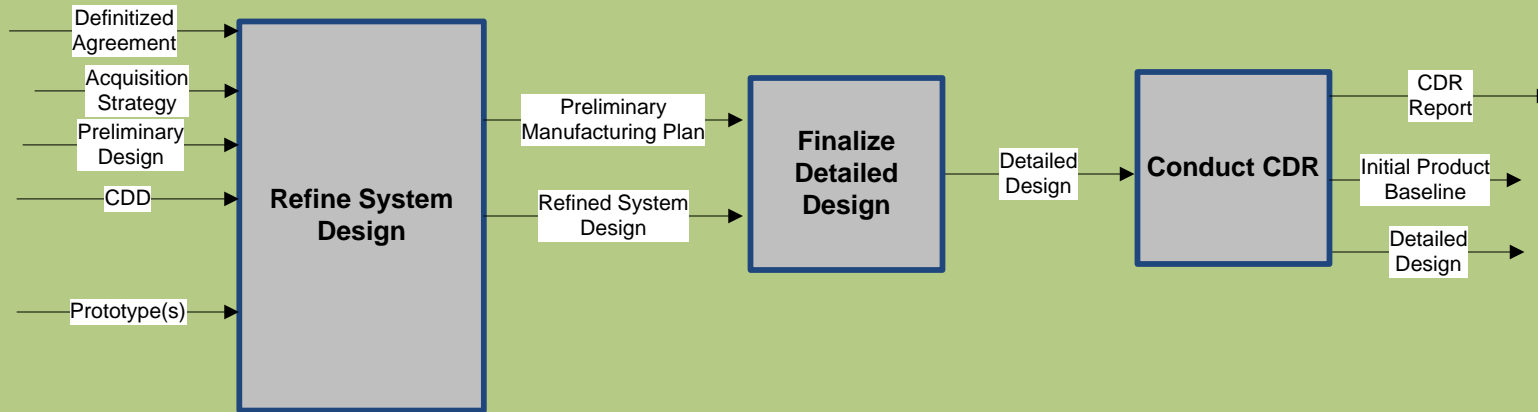 Definitized
Agreement
Acquisition
Strategy
Preliminary
Design
CDD
Prototype(s)
Refine System
Design
Preliminary
Manufacturing Plan
Refined System
Design
Finalize
Detailed
Design
Detailed
Design
Conduct CDR
CDR
Report
Initial Product
Baseline
Detailed
Design